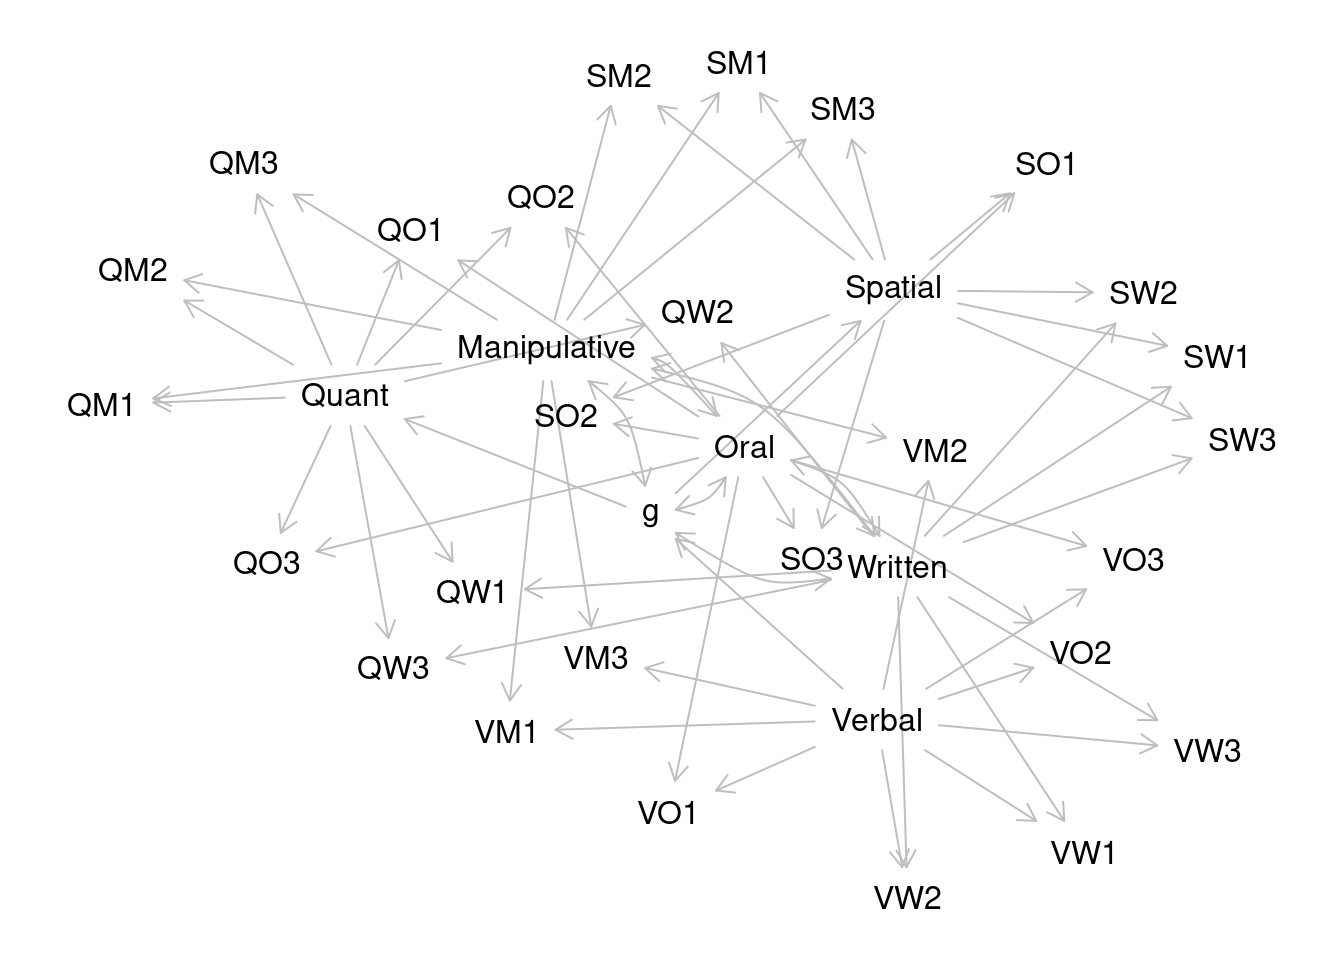 SM1
SM2
SM3
QM3
SO1
QO2
QO1
QM2
Spatial
SW2
QW2
Manipulative
SW1
Quant
QM1
SO2
SW3
Oral
VM2
g
SO3
VO3
QO3
Written
QW1
VO2
VM3
QW3
Verbal
VM1
VW3
VO1
VW1
VW2